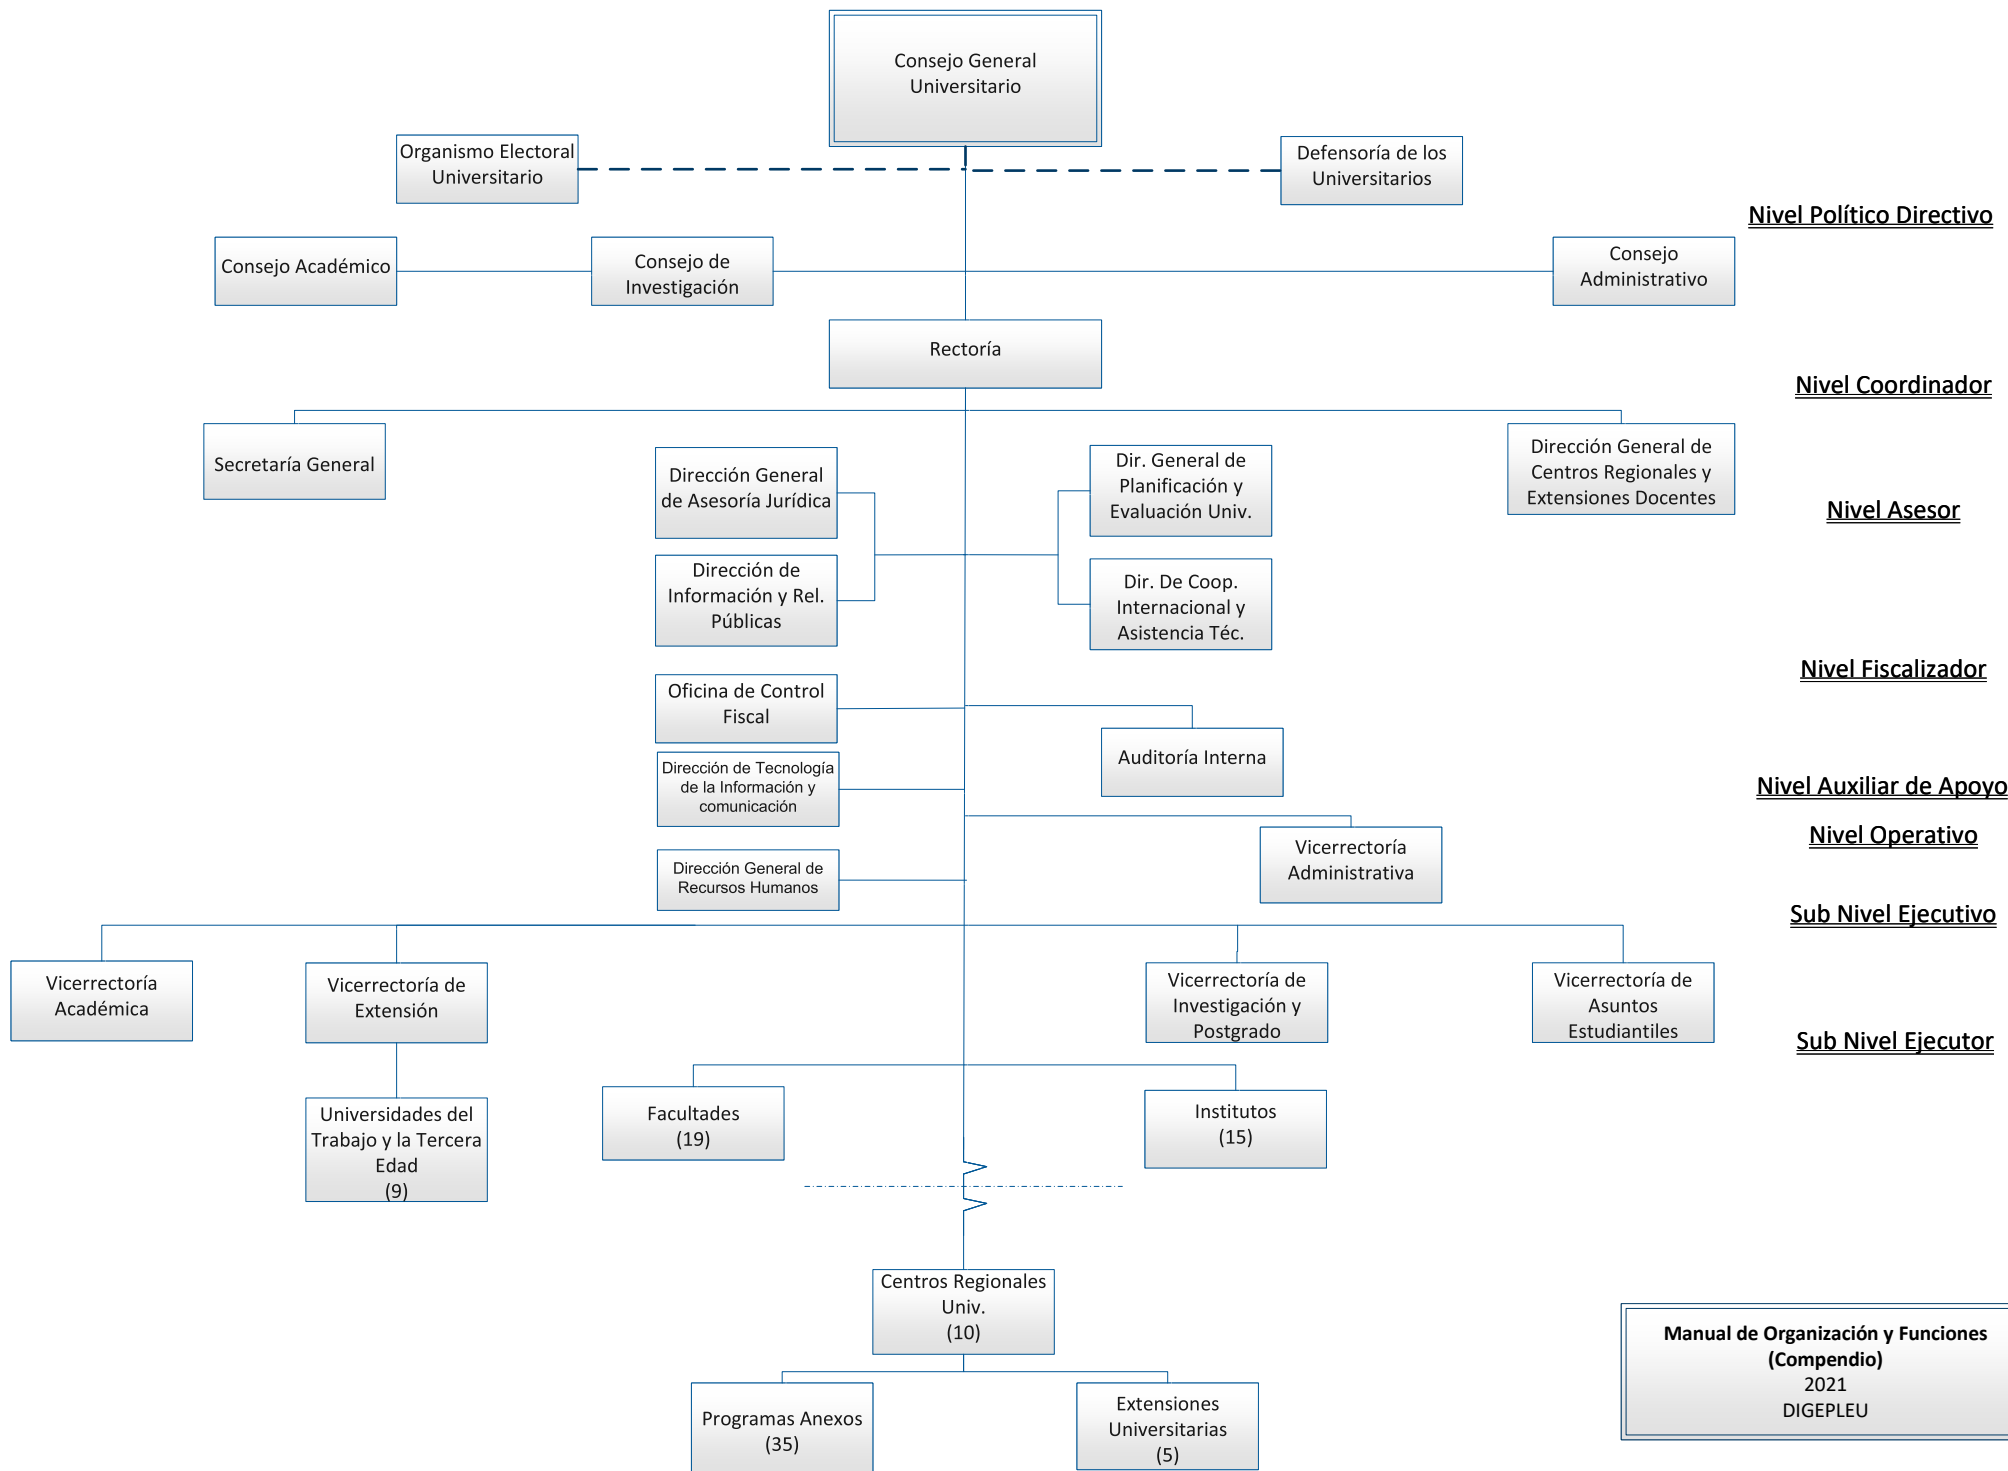 Consejo General
Universitario
Organismo Electoral
Universitario
Defensoría de los
Universitarios
Nivel Político Directivo
Consejo Académico
Consejo de
Investigación
Consejo
Administrativo
Rectoría
Nivel Coordinador
Secretaría General
Dirección General
de Asesoría Jurídica
Dir. General de
Planificación y
Evaluación Univ.
Dirección General de
Centros Regionales y
Extensiones Docentes
Nivel Asesor
Dirección de
Información y Rel.
Públicas
Dir. De Coop.
Internacional y
Asistencia Téc.
Nivel Fiscalizador
Oficina de Control
Fiscal
Auditoría Interna
Dirección de Tecnología
de la Información y
comunicación
Nivel Auxiliar de Apoyo
Nivel Operativo
Vicerrectoría
Administrativa
Dirección General de
Recursos Humanos
Sub Nivel Ejecutivo
Vicerrectoría
Académica
Vicerrectoría de
Extensión
Vicerrectoría de
Investigación y
Postgrado
Vicerrectoría de
Asuntos
Estudiantiles
Sub Nivel Ejecutor
Universidades del
Trabajo y la Tercera
Edad
(9)
Facultades
(19)
Institutos
(15)
Centros Regionales
Univ.
(10)
Programas Anexos
(35)
Extensiones
Universitarias
(5)
Manual de Organización y Funciones
(Compendio)
2021
DIGEPLEU